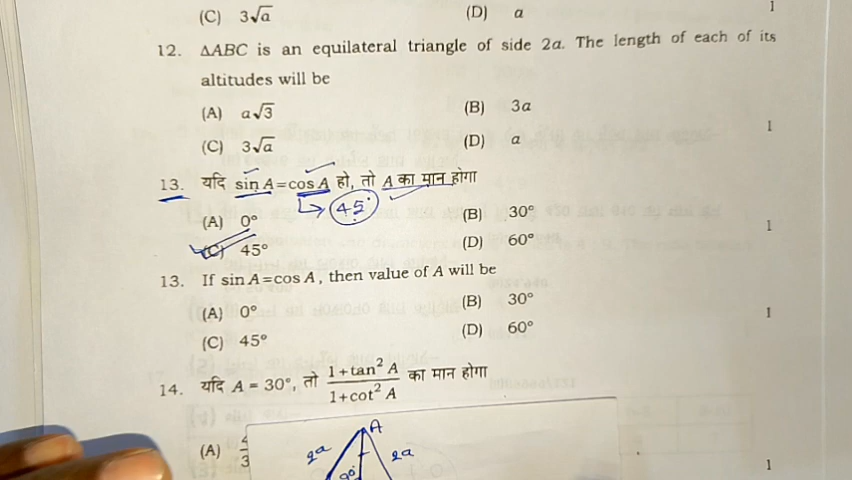 (C) 3√a (D) a 1
12. ΔABC is an equilateral triangle of side 2a. The length of each of its
altitudes will be
(A) a√3 (B) 3a
(C) 3√a (D) a 1
13. यदि sin A = cos A हो, तो A का मान होगा
45°
(A) 0° (B) 30°
(C) 45° (D) 60° 1
13. If sin A = cos A, then value of A will be
(A) 0° (B) 30°
(C) 45° (D) 60° 1
14. यदि A = 30°, तो (1+tan² A)/(1+cot² A) का मान होगा
(A) 4/3 1
A
2a 2a
90°